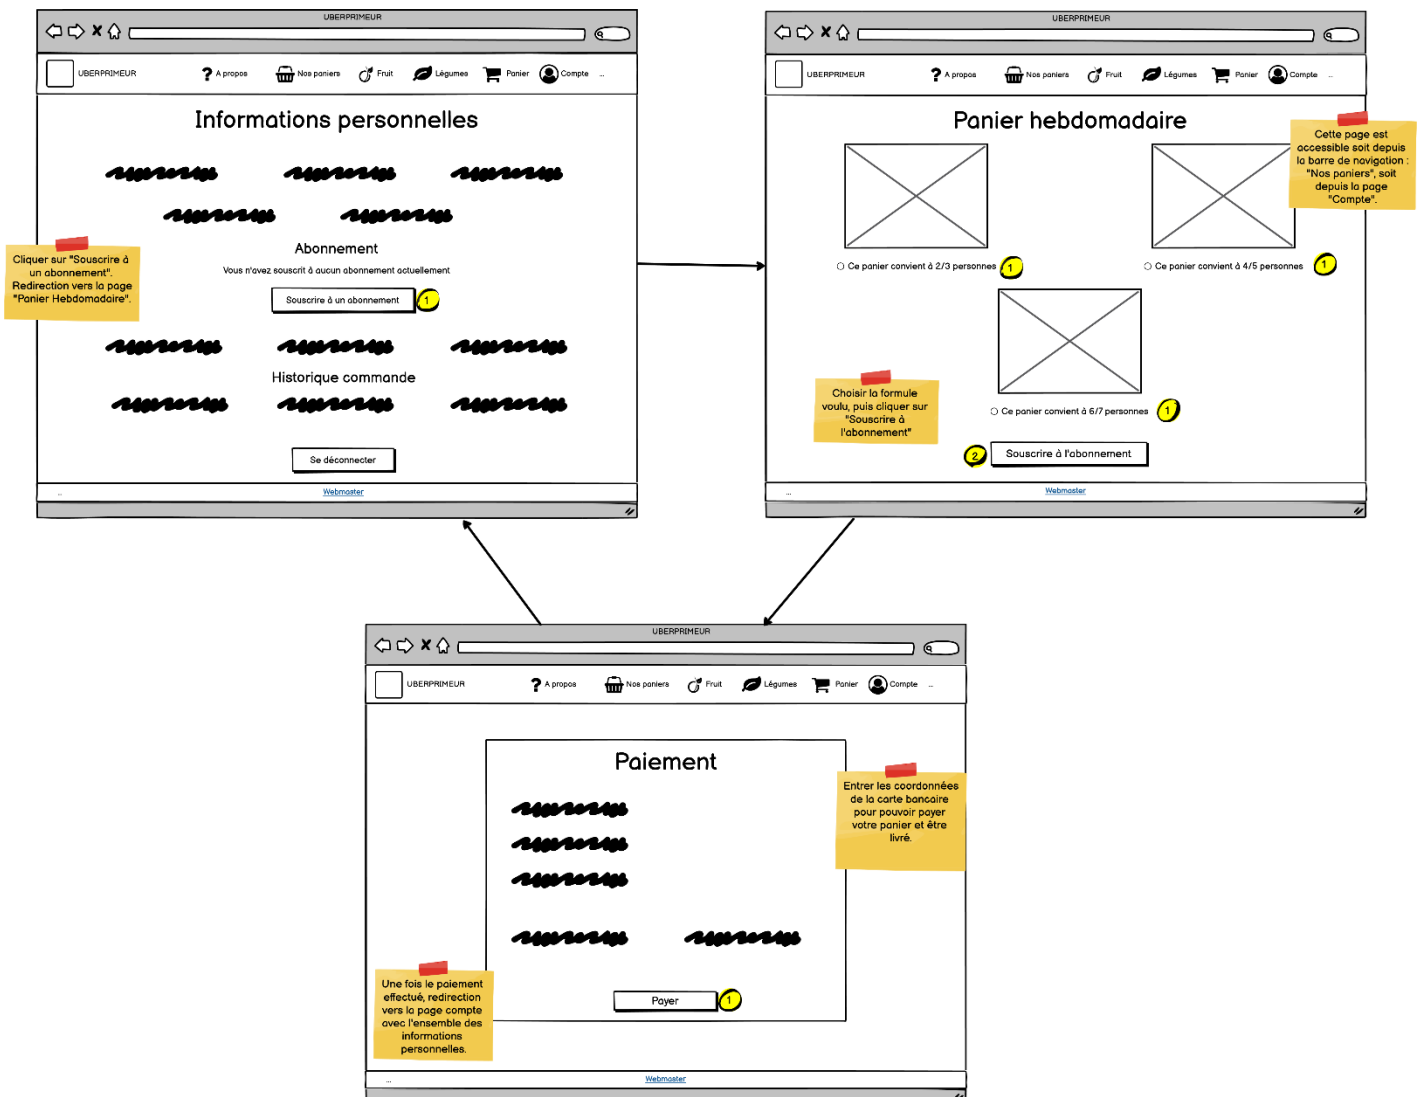 UBERPRIMEUR
UBERPRIMEUR
A propos
Nos paniers
Fruit
Légumes
Panier
Compte
...
Informations personnelles
Abonnement
Vous n'avez souscrit à aucun abonnement actuellement
Souscrire à un abonnement
1
Historique commande
Se déconnecter
...
Webmaster
Cliquer sur "Souscrire à
un abonnement".
Redirection vers la page
"Panier Hebdomadaire".
UBERPRIMEUR
UBERPRIMEUR
A propos
Nos paniers
Fruit
Légumes
Panier
Compte
...
Panier hebdomadaire
Cette page est
accessible soit depuis
la barre de navigation :
"Nos paniers", soit
depuis la page
"Compte".
Ce panier convient à 2/3 personnes
1
Ce panier convient à 4/5 personnes
1
Choisir la formule
voulu, puis cliquer sur
"Souscrire à
l'abonnement"
Ce panier convient à 6/7 personnes
1
2
Souscrire à l'abonnement
...
Webmaster
UBERPRIMEUR
UBERPRIMEUR
A propos
Nos paniers
Fruit
Légumes
Panier
Compte
...
Paiement
Entrer les coordonnées
de la carte bancaire
pour pouvoir payer
votre panier et être
livré.
Payer
1
Une fois le paiement
effectué, redirection
vers la page compte
avec l'ensemble des
informations
personnelles.
...
Webmaster